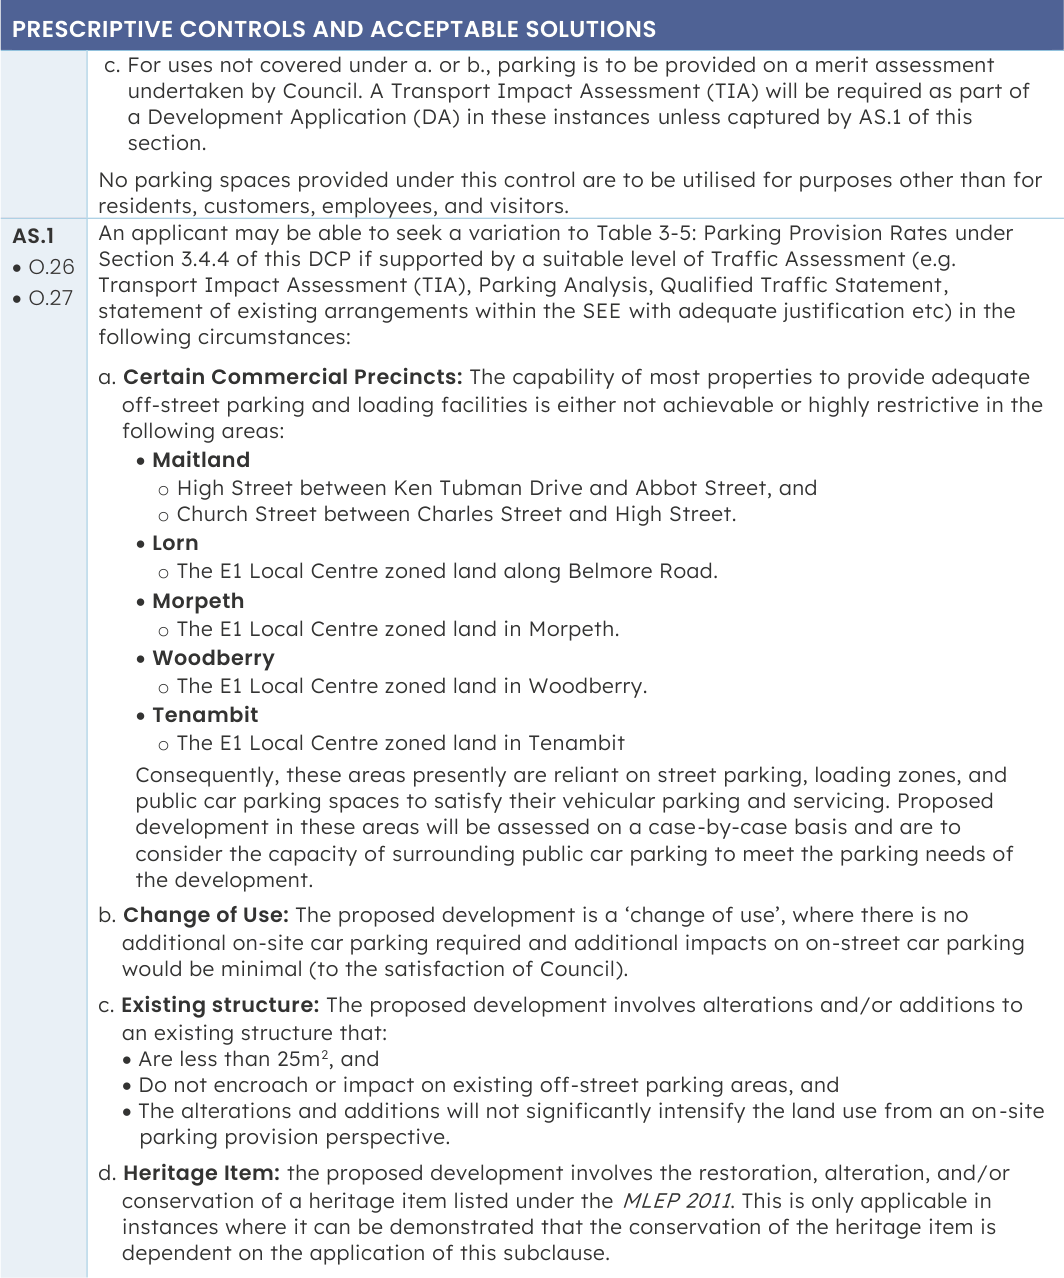 PRESCRIPTIVE CONTROLS AND ACCEPTABLE SOLUTIONS
c. For uses not covered under a. or b., parking is to be provided on a merit assessment
undertaken by Council. A Transport Impact Assessment (TIA) will be required as part of
a Development Application (DA) in these instances unless captured by AS.1 of this
section.
No parking spaces provided under this control are to be utilised for purposes other than for
residents, customers, employees, and visitors.
AS.1
• O.26
• O.27
An applicant may be able to seek a variation to Table 3-5: Parking Provision Rates under
Section 3.4.4 of this DCP if supported by a suitable level of Traffic Assessment (e.g.
Transport Impact Assessment (TIA), Parking Analysis, Qualified Traffic Statement,
statement of existing arrangements within the SEE with adequate justification etc) in the
following circumstances:
a. Certain Commercial Precincts: The capability of most properties to provide adequate
off-street parking and loading facilities is either not achievable or highly restrictive in the
following areas:
• Maitland
○ High Street between Ken Tubman Drive and Abbot Street, and
○ Church Street between Charles Street and High Street.
• Lorn
○ The E1 Local Centre zoned land along Belmore Road.
• Morpeth
○ The E1 Local Centre zoned land in Morpeth.
• Woodberry
○ The E1 Local Centre zoned land in Woodberry.
• Tenambit
○ The E1 Local Centre zoned land in Tenambit
Consequently, these areas presently are reliant on street parking, loading zones, and
public car parking spaces to satisfy their vehicular parking and servicing. Proposed
development in these areas will be assessed on a case-by-case basis and are to
consider the capacity of surrounding public car parking to meet the parking needs of
the development.
b. Change of Use: The proposed development is a ‘change of use’, where there is no
additional on-site car parking required and additional impacts on on-street car parking
would be minimal (to the satisfaction of Council).
c. Existing structure: The proposed development involves alterations and/or additions to
an existing structure that:
• Are less than 25m², and
• Do not encroach or impact on existing off-street parking areas, and
• The alterations and additions will not significantly intensify the land use from an on-site
parking provision perspective.
d. Heritage Item: the proposed development involves the restoration, alteration, and/or
conservation of a heritage item listed under the MLEP 2011. This is only applicable in
instances where it can be demonstrated that the conservation of the heritage item is
dependent on the application of this subclause.